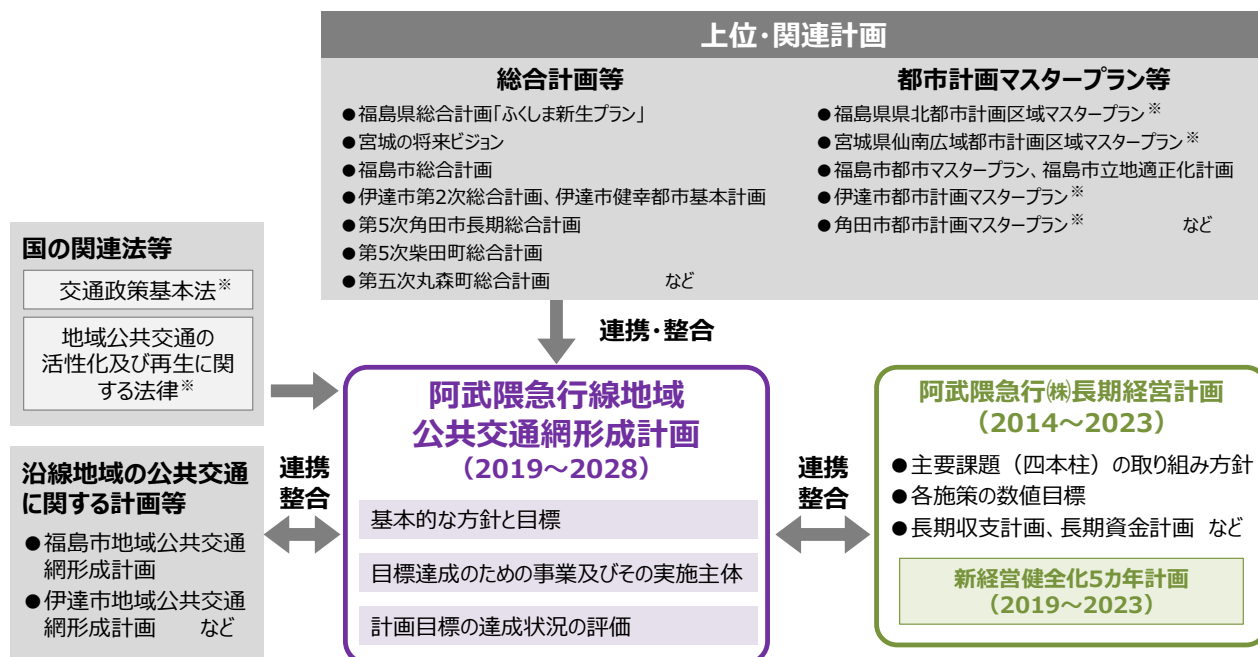 上位・関連計画
総合計画等
●福島県総合計画「ふくしま新生プラン」
●宮城の将来ビジョン
●福島市総合計画
●伊達市第2次総合計画、伊達市健幸都市基本計画
●第5次角田市長期総合計画
●第5次柴田町総合計画
●第五次丸森町総合計画 など
都市計画マスタープラン等
●福島県県北都市計画区域マスタープラン※
●宮城県仙南広域都市計画区域マスタープラン※
●福島市都市マスタープラン、福島市立地適正化計画
●伊達市都市計画マスタープラン※
●角田市都市計画マスタープラン※ など
国の関連法等
交通政策基本法※
地域公共交通の
活性化及び再生に関
する法律※
連携・整合
沿線地域の公共交通
に関する計画等
●福島市地域公共交通
網形成計画
●伊達市地域公共交通
網形成計画 など
連携
整合
阿武隈急行線地域
公共交通網形成計画
(2019～2028)
基本的な方針と目標
目標達成のための事業及びその実施主体
計画目標の達成状況の評価
連携
整合
阿武隈急行㈱長期経営計画
(2014～2023)
●主要課題(四本柱)の取り組み方針
●各施策の数値目標
●長期収支計画、長期資金計画 など
新経営健全化5カ年計画
(2019～2023)